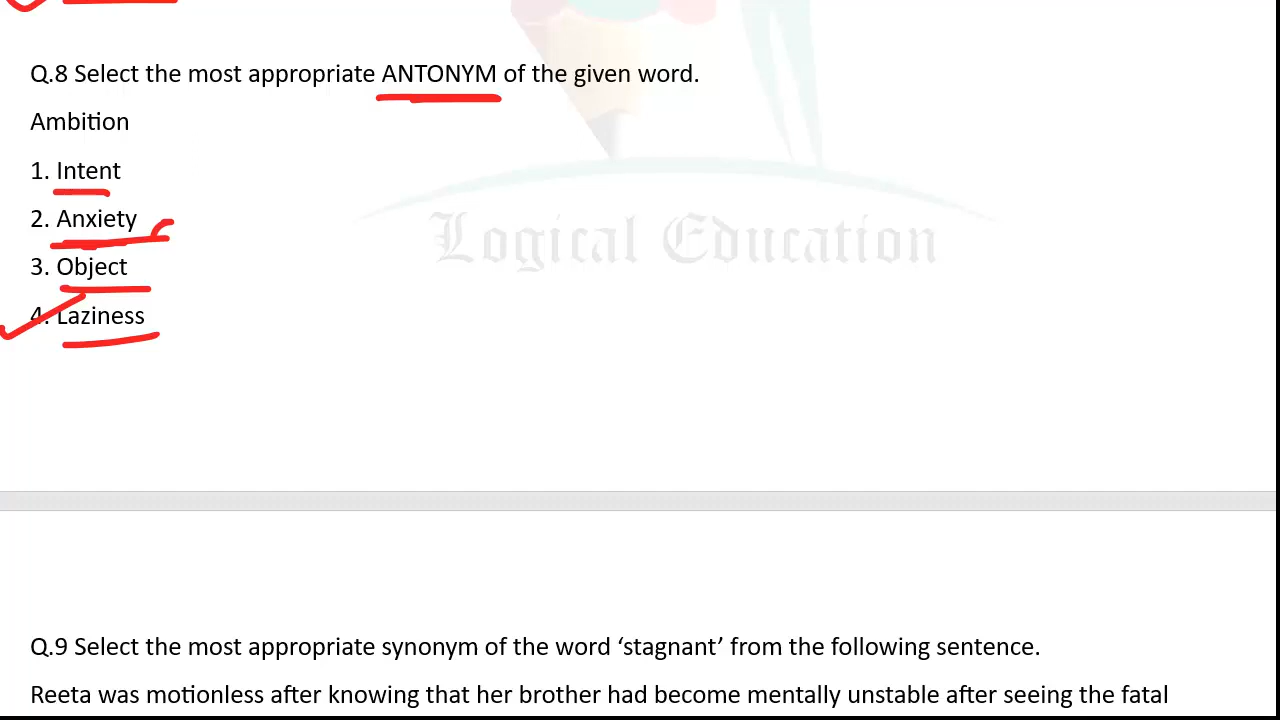 Q.8 Select the most appropriate ANTONYM of the given word.
Ambition
1. Intent
2. Anxiety
3. Object
4. Laziness
Logical Education
Q.9 Select the most appropriate synonym of the word ‘stagnant’ from the following sentence.
Reeta was motionless after knowing that her brother had become mentally unstable after seeing the fatal